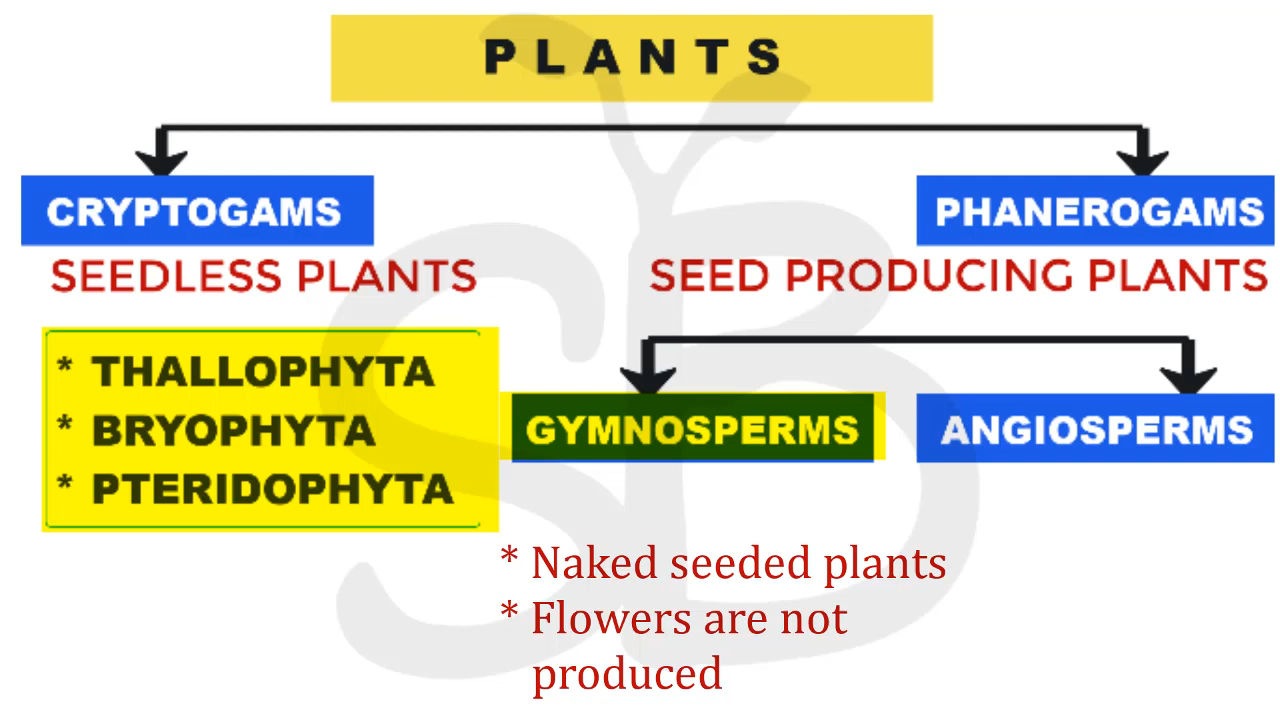 PLANTS
CRYPTOGAMS
PHANEROGAMS
SEEDLESS PLANTS
SEED PRODUCING PLANTS
* THALLOPHYTA
* BRYOPHYTA
* PTERIDOPHYTA
GYMNOSPERMS
ANGIOSPERMS
* Naked seeded plants
* Flowers are not
produced
SB